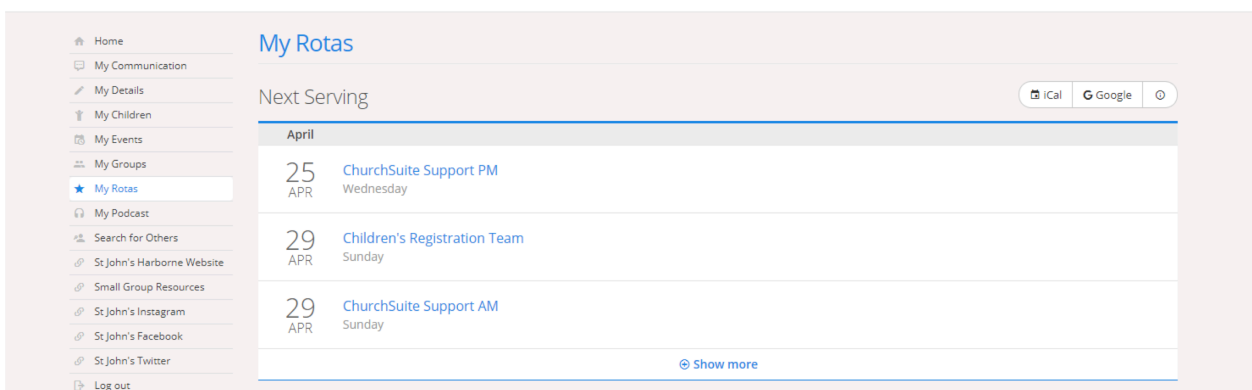 Home
My Communication
My Details
My Children
My Events
My Groups
My Rotas
My Podcast
Search for Others
St John's Harborne Website
Small Group Resources
St John's Instagram
St John's Facebook
St John's Twitter
Log out
My Rotas
Next Serving
iCal
G Google
April
25
APR
ChurchSuite Support PM
Wednesday
29
APR
Children's Registration Team
Sunday
29
APR
ChurchSuite Support AM
Sunday
Show more